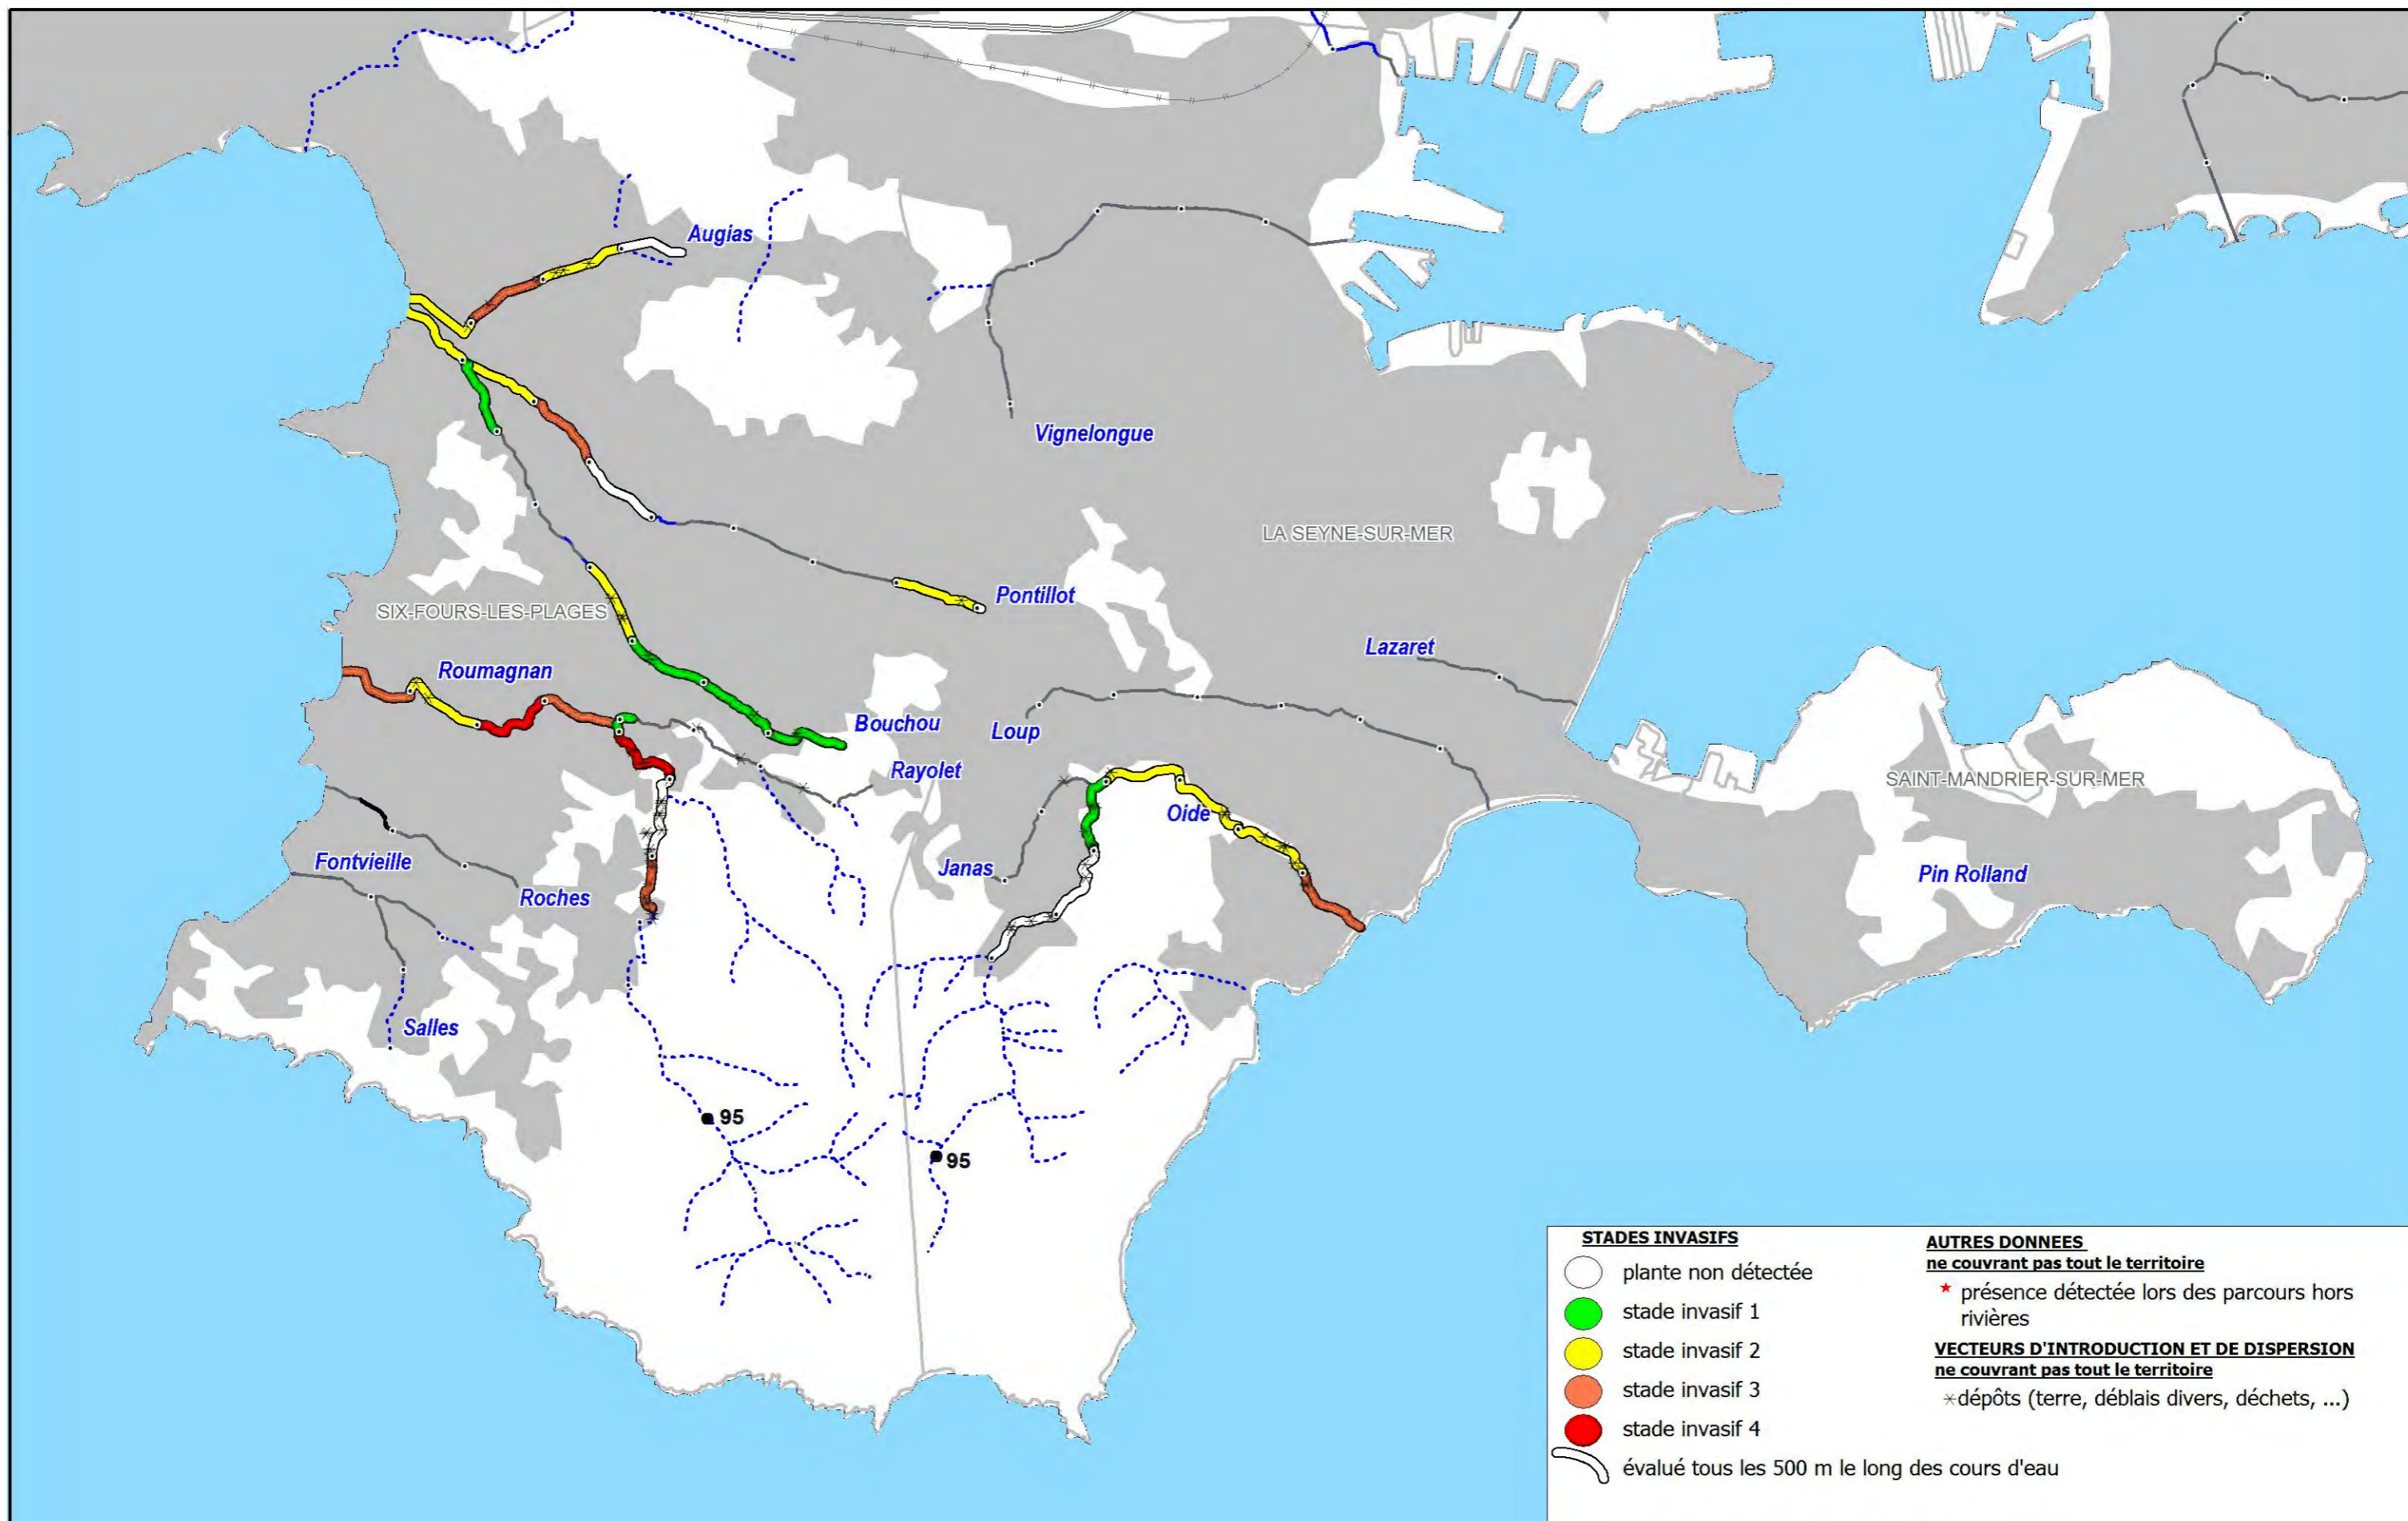 Augias
Vignelongue
LA SEYNE-SUR-MER
Pontillot
SIX-FOURS-LES-PLAGES
Lazaret
Roumagnan
Bouchou
Loup
Rayolet
SAINT-MANDRIER-SUR-MER
Oide
Fontvieille
Janas
Pin Rolland
Roches
Salles
95
95
STADES INVASIFS
plante non détectée
stade invasif 1
stade invasif 2
stade invasif 3
stade invasif 4
évalué tous les 500 m le long des cours d'eau
AUTRES DONNEES
ne couvrant pas tout le territoire
présence détectée lors des parcours hors
rivières
VECTEURS D'INTRODUCTION ET DE DISPERSION
ne couvrant pas tout le territoire
dépôts (terre, déblais divers, déchets, ...)